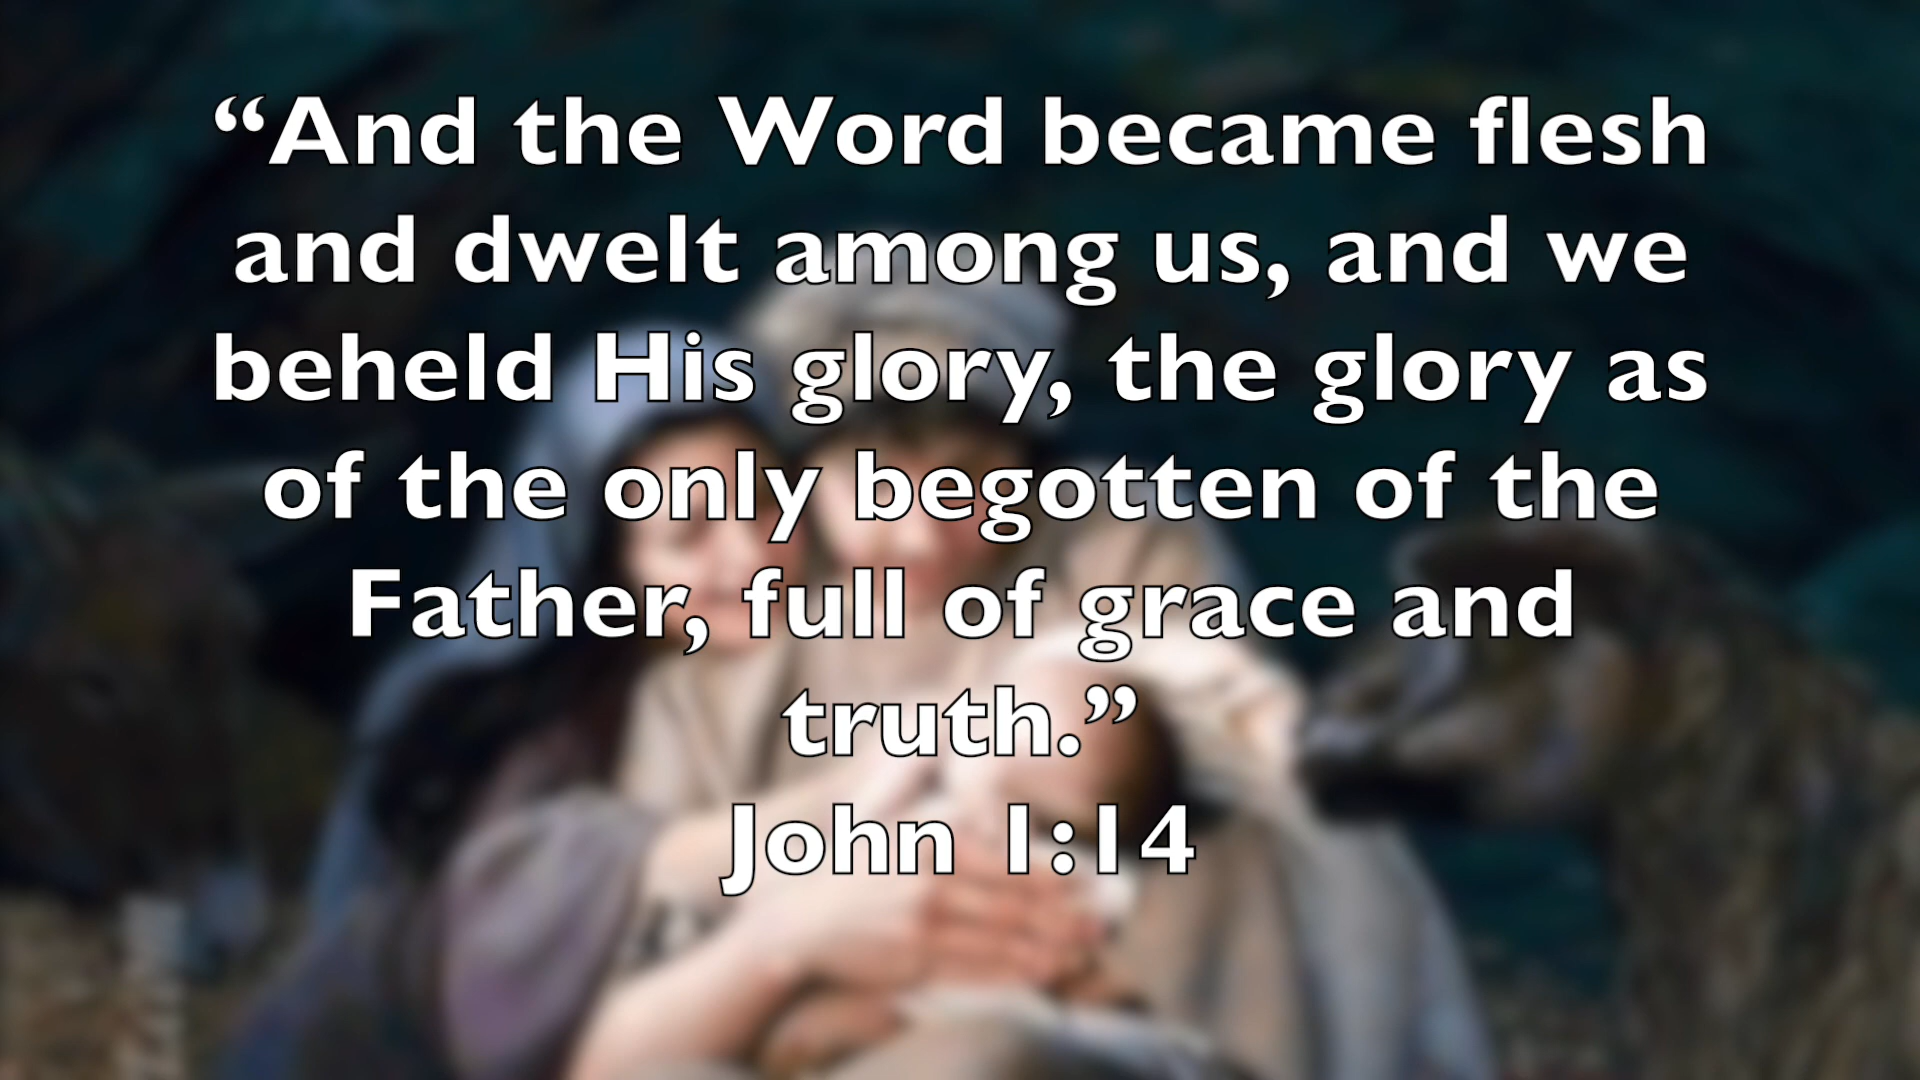 “And the Word became flesh
and dwelt among us, and we
beheld His glory, the glory as
of the only begotten of the
Father, full of grace and
truth.”
John 1:14